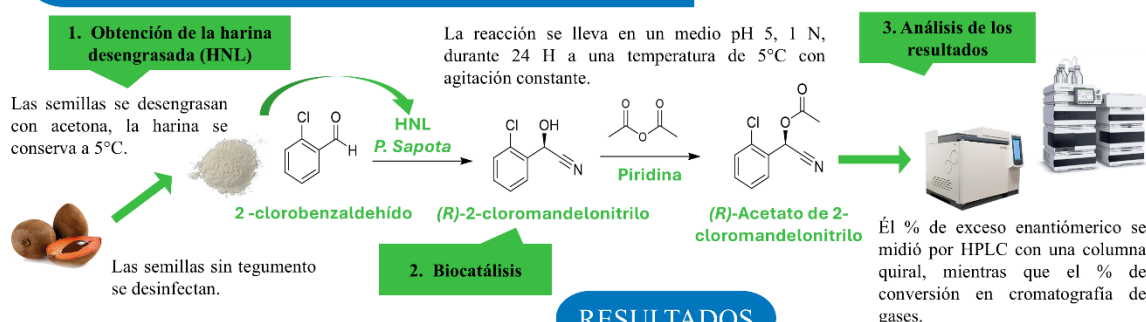 1. Obtención de la harina
desengrasada (HNL)
Las semillas se desengrasan
con acetona, la harina se
conserva a 5°C.
Las semillas sin tegumento
se desinfectan.
La reacción se lleva en un medio pH 5, 1 N,
durante 24 H a una temperatura de 5°C con
agitación constante.
Cl
O
H
2 -clorobenzaldehído
HNL
P. Sapota
Cl
OH
N
(R)-2-cloromandelonitrilo
O
O
O
Piridina
O
Cl
O
N
(R)-Acetato de 2-
cloromandelonitrilo
2. Biocatálisis
3. Análisis de los
resultados
Él % de exceso enantiómerico se
midió por HPLC con una columna
quiral, mientras que el % de
conversión en cromatografía de
gases.
RESULTADOS